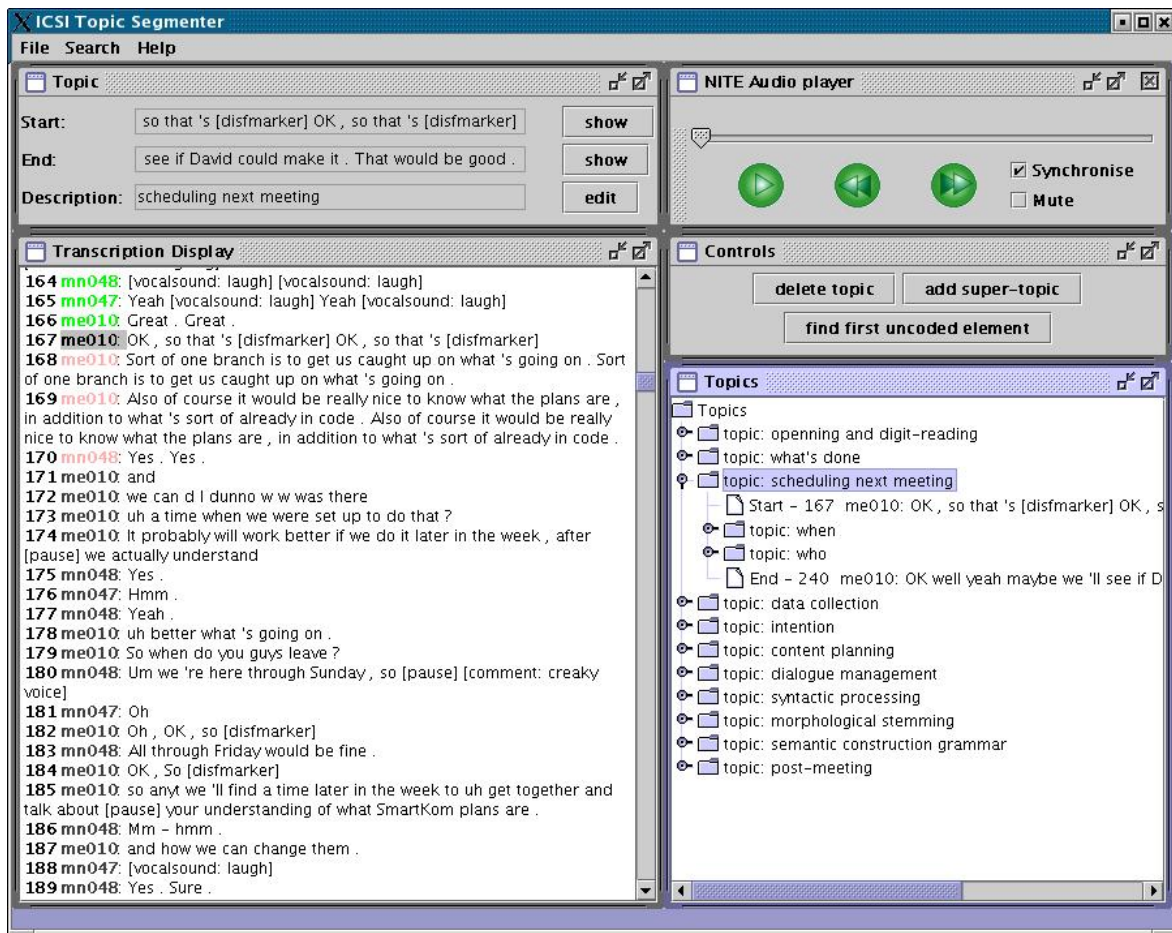 ICSI Topic Segmenter
File Search Help
Topic
Start: so that 's [disfmarker] OK , so that 's [disfmarker] show
End: see if David could make it . That would be good . show
Description: scheduling next meeting edit
NITE Audio player
Synchronise
Mute
Transcription Display
164 mn048: [vocalsound: laugh] [vocalsound: laugh]
165 mn047: Yeah [vocalsound: laugh] Yeah [vocalsound: laugh]
166 me010: Great . Great .
167 me010: OK , so that 's [disfmarker] OK , so that 's [disfmarker]
168 me010: Sort of one branch is to get us caught up on what 's going on . Sort
of one branch is to get us caught up on what 's going on .
169 me010: Also of course it would be really nice to know what the plans are ,
in addition to what 's sort of already in code . Also of course it would be really
nice to know what the plans are , in addition to what 's sort of already in code .
170 mn048: Yes . Yes .
171 me010: and
172 me010: we can d I dunno w w was there
173 me010: uh a time when we were set up to do that ?
174 me010: It probably will work better if we do it later in the week , after
[pause] we actually understand
175 mn048: Yes .
176 mn047: Hmm .
177 mn048: Yeah .
178 me010: uh better what 's going on .
179 me010: So when do you guys leave ?
180 mn048: Um we 're here through Sunday , so [pause] [comment: creaky
voice]
181 mn047: Oh
182 me010: Oh , OK , so [disfmarker]
183 mn048: All through Friday would be fine .
184 me010: OK , So [disfmarker]
185 me010: so anyt we 'll find a time later in the week to uh get together and
talk about [pause] your understanding of what SmartKom plans are .
186 mn048: Mm - hmm .
187 me010: and how we can change them .
188 mn047: [vocalsound: laugh]
189 mn048: Yes . Sure .
Controls
delete topic add super-topic
find first uncoded element
Topics
Topics
topic: openning and digit-reading
topic: what's done
topic: scheduling next meeting
Start - 167 me010: OK , so that 's [disfmarker] OK , s
topic: when
topic: who
End - 240 me010: OK well yeah maybe we 'll see if D
topic: data collection
topic: intention
topic: content planning
topic: dialogue management
topic: syntactic processing
topic: morphological stemming
topic: semantic construction grammar
topic: post-meeting